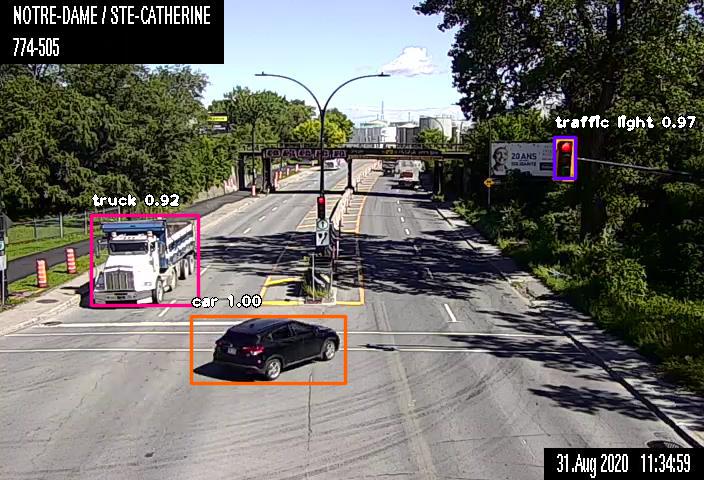 NOTRE-DAME / STE-CATHERINE
774-505
traffic light 0.97
20 ANS
truck 0.92
car 1.00
31.Aug 2020 11:34:59